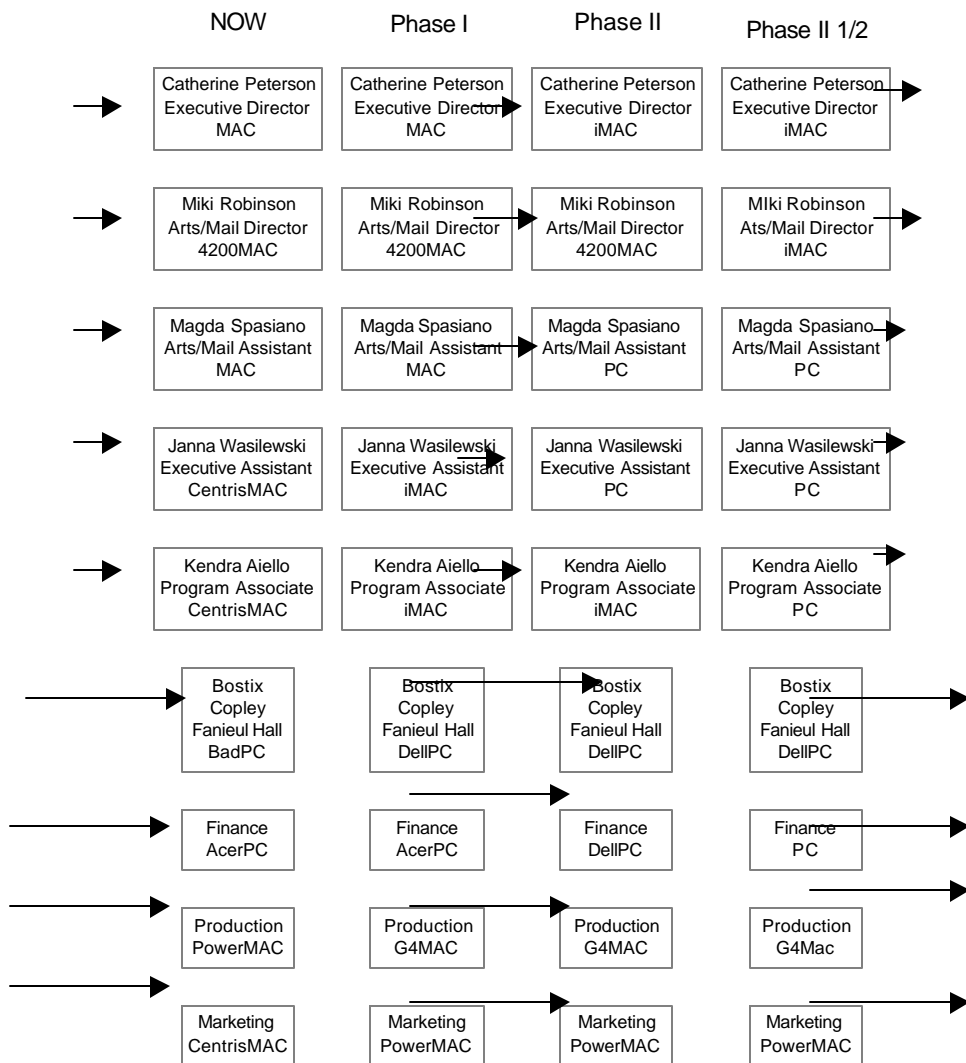 NOW
Phase I
Phase II
Phase II 1/2
Catherine Peterson
Executive Director
MAC
Catherine Peterson
Executive Director
MAC
Catherine Peterson
Executive Director
iMAC
Catherine Peterson
Executive Director
iMAC
Miki Robinson
Arts/Mail Director
4200MAC
Miki Robinson
Arts/Mail Director
4200MAC
Miki Robinson
Arts/Mail Director
4200MAC
MIki Robinson
Ats/Mail Director
iMAC
Magda Spasiano
Arts/Mail Assistant
MAC
Magda Spasiano
Arts/Mail Assistant
MAC
Magda Spasiano
Arts/Mail Assistant
PC
Magda Spasiano
Arts/Mail Assistant
PC
Janna Wasilewski
Executive Assistant
CentrisMAC
Janna Wasilewski
Executive Assistant
iMAC
Janna Wasilewski
Executive Assistant
PC
Janna Wasilewski
Executive Assistant
PC
Kendra Aiello
Program Associate
CentrisMAC
Kendra Aiello
Program Associate
iMAC
Kendra Aiello
Program Associate
iMAC
Kendra Aiello
Program Associate
PC
Bostix
Copley
Fanieul Hall
BadPC
Bostix
Copley
Fanieul Hall
DellPC
Bostix
Copley
Fanieul Hall
DellPC
Bostix
Copley
Fanieul Hall
DellPC
Finance
AcerPC
Finance
AcerPC
Finance
DellPC
Finance
PC
Production
PowerMAC
Production
G4MAC
Production
G4MAC
Production
G4Mac
Marketing
CentrisMAC
Marketing
PowerMAC
Marketing
PowerMAC
Marketing
PowerMAC